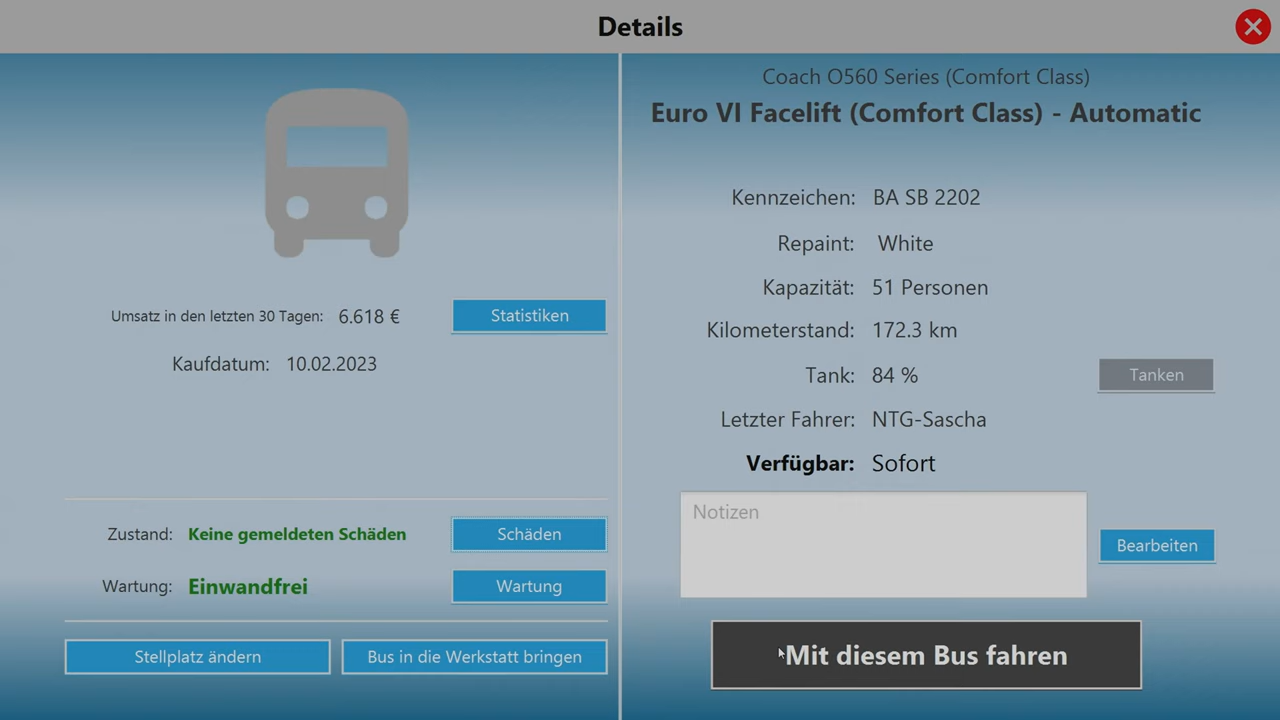 Details
Coach O560 Series (Comfort Class)
Euro VI Facelift (Comfort Class) - Automatic
Kennzeichen: BA SB 2202
Repaint: White
Kapazität: 51 Personen
Kilometerstand: 172.3 km
Tank: 84 %
Tanken
Letzter Fahrer: NTG-Sascha
Verfügbar: Sofort
Notizen
Bearbeiten
Mit diesem Bus fahren
Umsatz in den letzten 30 Tagen: 6.618 €
Statistiken
Kaufdatum: 10.02.2023
Zustand: Keine gemeldeten Schäden
Schäden
Wartung: Einwandfrei
Wartung
Stellplatz ändern
Bus in die Werkstatt bringen